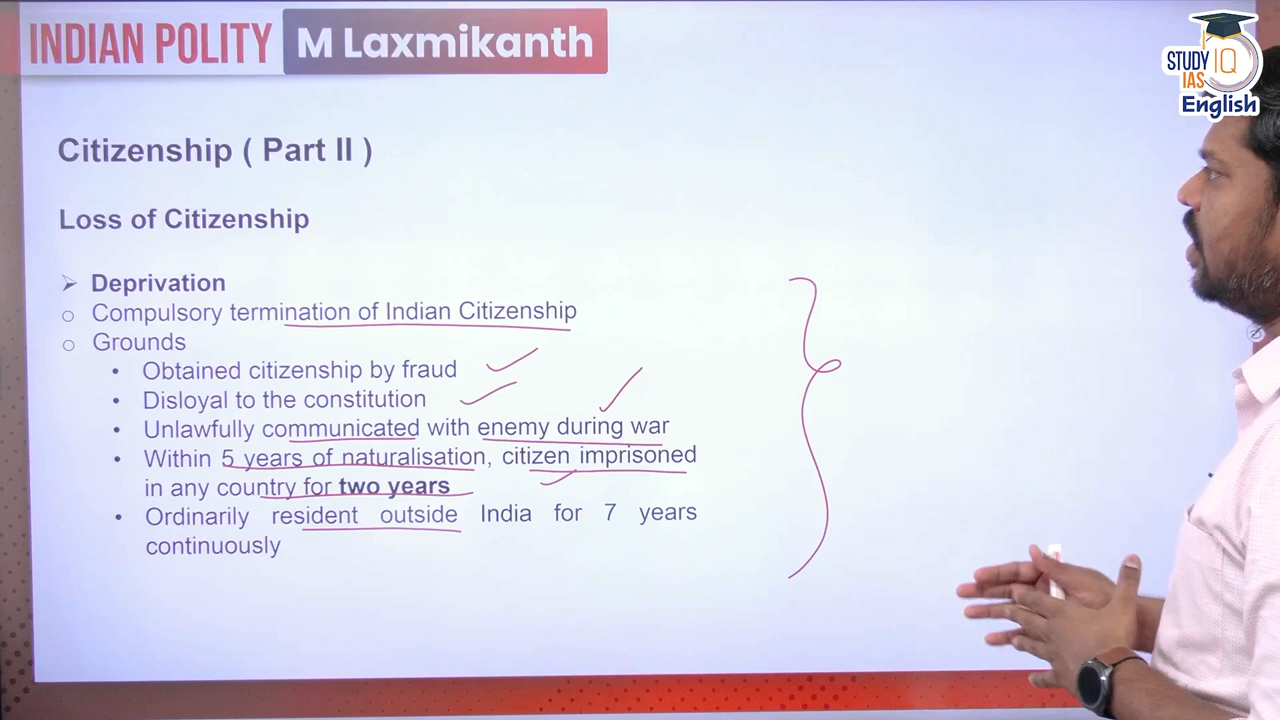 INDIAN POLITY M Laxmikanth
STUDY IQ
IAS
English
Citizenship ( Part II )
Loss of Citizenship
➢ Deprivation
○ Compulsory termination of Indian Citizenship
○ Grounds
• Obtained citizenship by fraud
• Disloyal to the constitution
• Unlawfully communicated with enemy during war
• Within 5 years of naturalisation, citizen imprisoned
in any country for two years
• Ordinarily resident outside India for 7 years
continuously